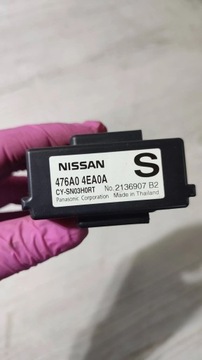 NISSAN S
476A0 4EA0A
CY-SN03H0RT No. 2136907 B2
Panasonic Corporation Made in Thailand